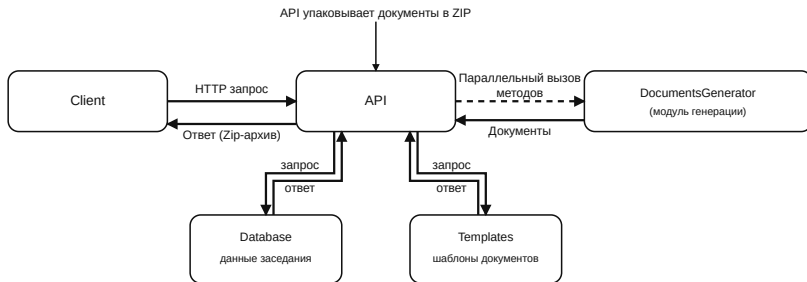 API упаковывает документы в ZIP
Client
HTTP запрос
Ответ (Zip-архив)
API
Параллельный вызов
методов
Документы
DocumentsGenerator
(модуль генерации)
запрос
ответ
запрос
ответ
Database
данные заседания
Templates
шаблоны документов